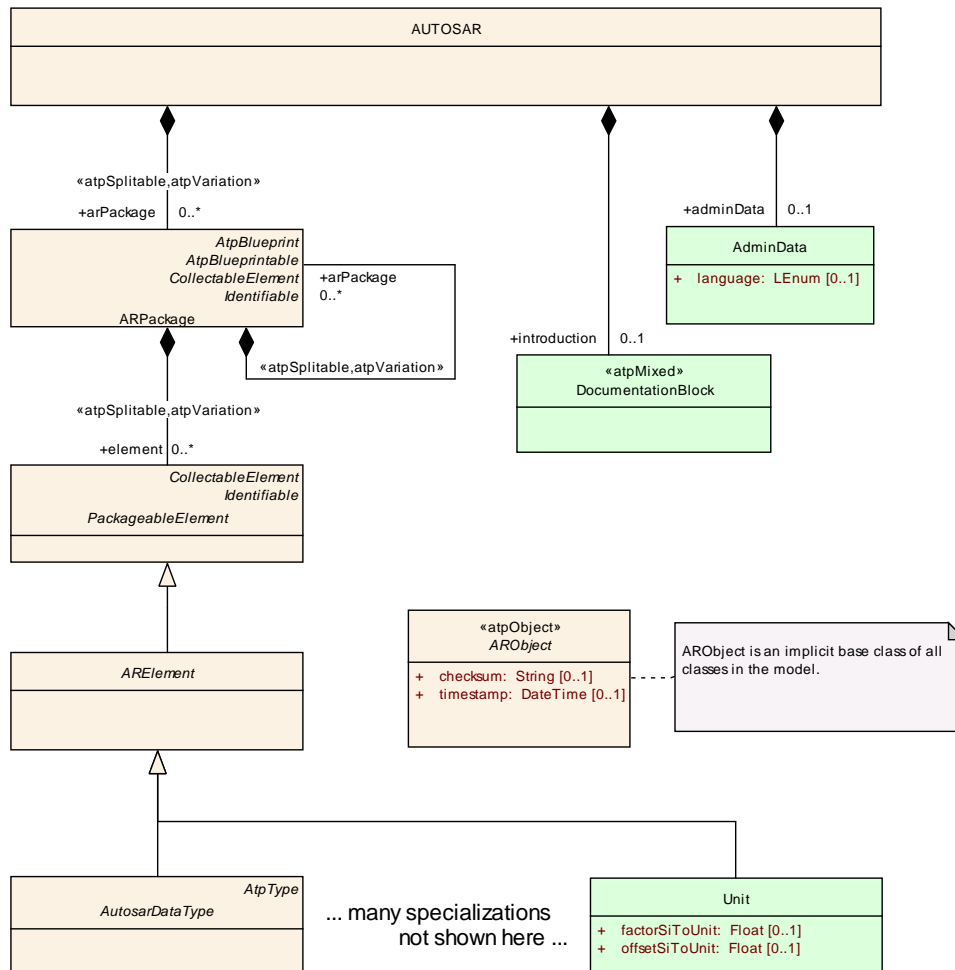 AUTOSAR
«atpSplitable,atpVariation»
+arPackage 0..*
+adminData 0..1
AtpBlueprint
AtpBlueprintable
CollectableElement
Identifiable
ARPackage
+arPackage
0..*
«atpSplitable,atpVariation»
AdminData
+ language: LEnum [0..1]
+introduction 0..1
«atpMixed»
DocumentationBlock
«atpSplitable,atpVariation»
+element 0..*
CollectableElement
Identifiable
PackageableElement
«atpObject»
ARObject
+ checksum: String [0..1]
+ timestamp: DateTime [0..1]
ARObject is an implicit base class of all
classes in the model.
ARElement
AtpType
AutosarDataType
... many specializations
not shown here ...
Unit
+ factorSiToUnit: Float [0..1]
+ offsetSiToUnit: Float [0..1]